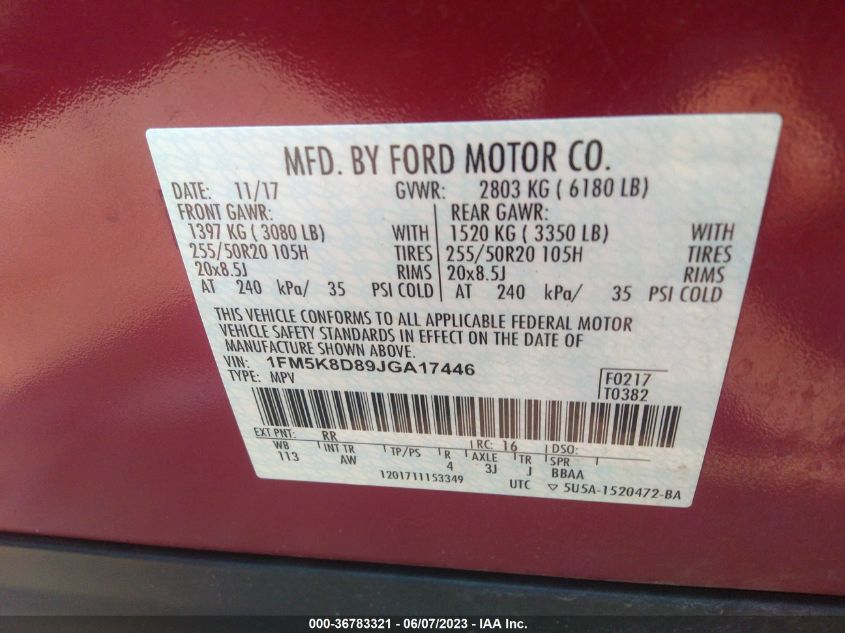 MFD. BY FORD MOTOR CO.
DATE: 11/17 GVWR: 2803 KG ( 6180 LB)
FRONT GAWR: REAR GAWR:
1397 KG ( 3080 LB) WITH 1520 KG ( 3350 LB) WITH
255/50R20 105H TIRES 255/50R20 105H TIRES
20x8.5J RIMS 20x8.5J RIMS
AT 240 kPa/ 35 PSI COLD AT 240 kPa/ 35 PSI COLD
THIS VEHICLE CONFORMS TO ALL APPLICABLE FEDERAL MOTOR
VEHICLE SAFETY STANDARDS IN EFFECT ON THE DATE OF
MANUFACTURE SHOWN ABOVE.
VIN: 1FM5K8D89JGA17446
TYPE: MPV F0217
T0382
EXT PNT: RR RC: 16 DSO:
WB INT TR TP/PS R AXLE TR SPR
113 AW 4 3J J BBAA
1201711153349 UTC ▽ 5U5A-1520472-BA
000-36783321 - 06/07/2023 - IAA Inc.